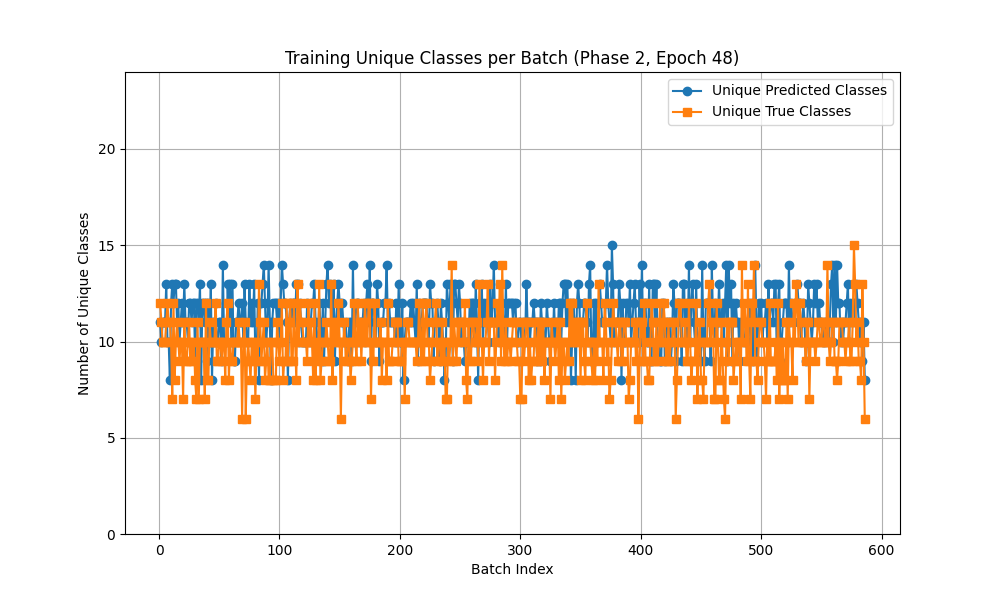 Training Unique Classes per Batch (Phase 2, Epoch 48)
Unique Predicted Classes
Unique True Classes
Number of Unique Classes
20
15
10
5
0
0 100 200 300 400 500 600
Batch Index